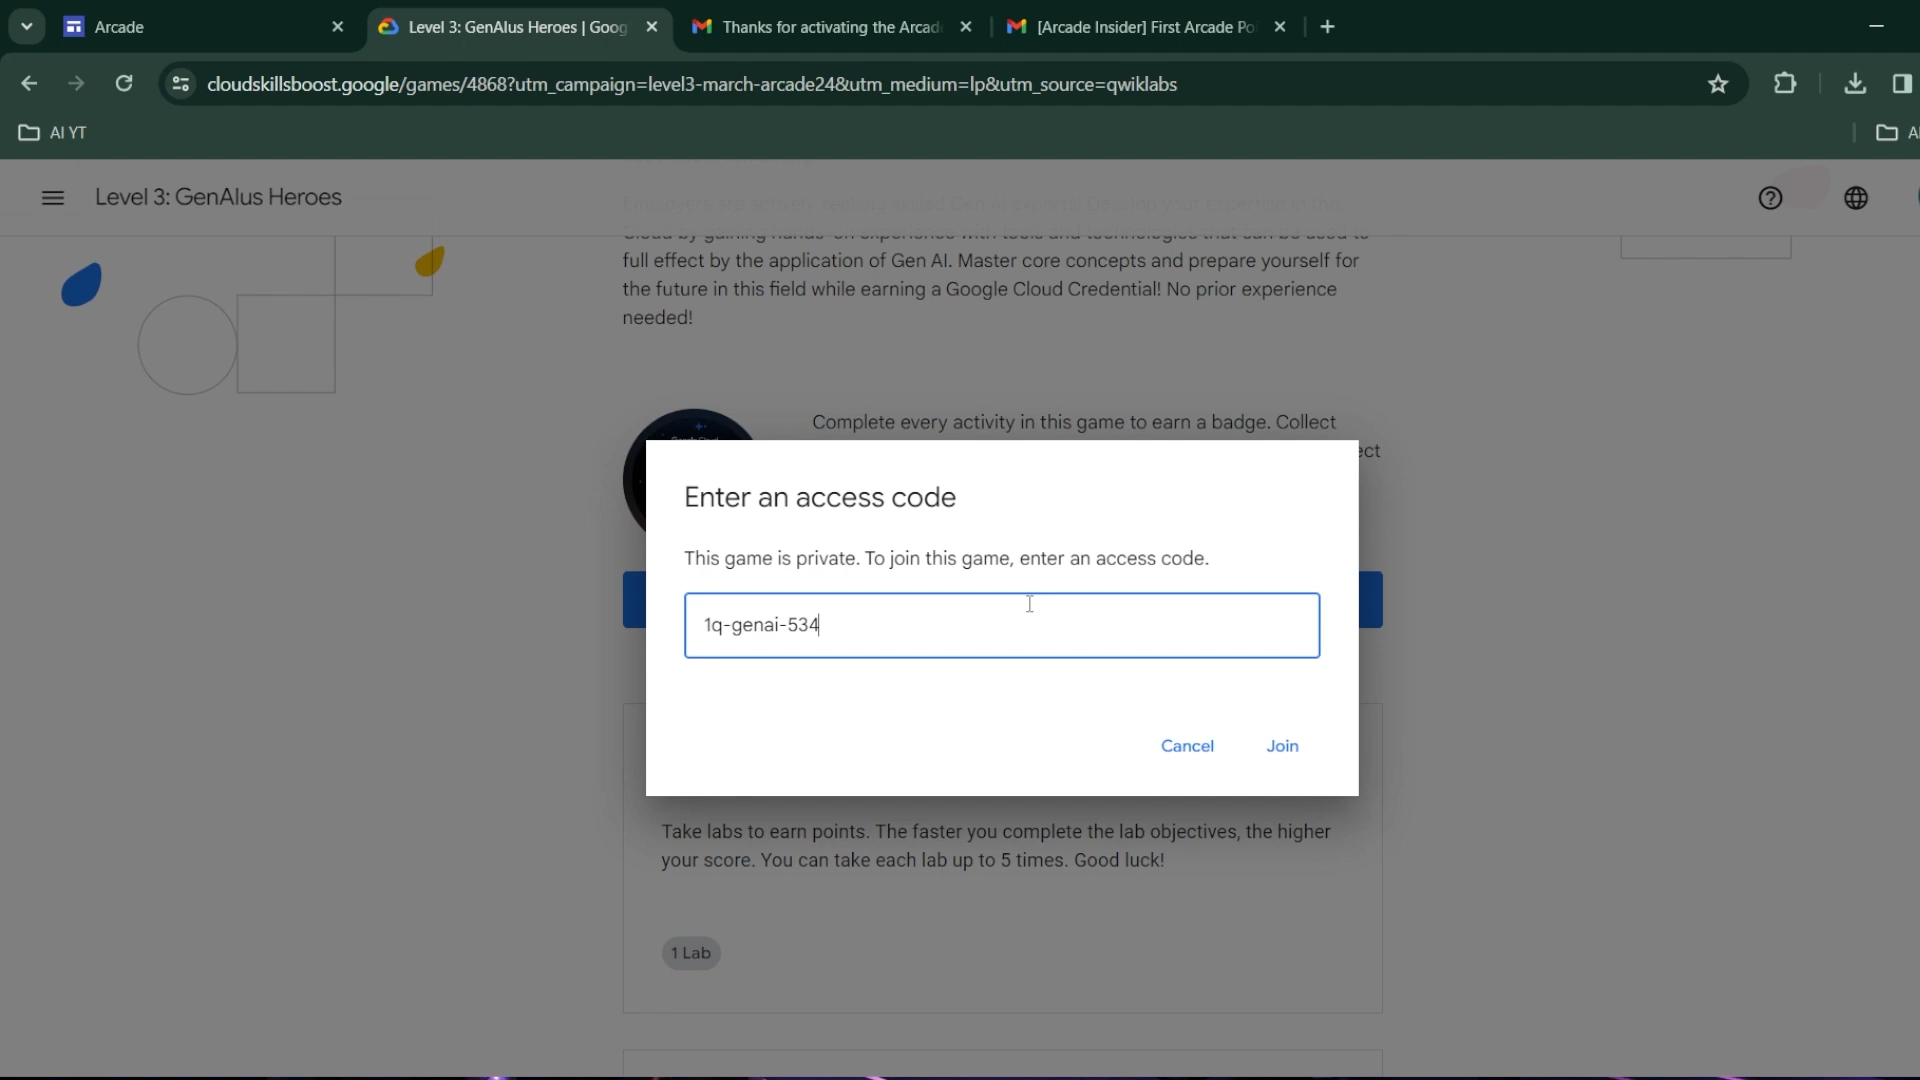 Arcade
Level 3: GenAIus Heroes | Goog
Thanks for activating the Arcad
[Arcade Insider] First Arcade Po
cloudskillsboost.google/games/4868?utm_campaign=level3-march-arcade24&utm_medium=lp&utm_source=qwiklabs
AI YT
Level 3: GenAIus Heroes
full effect by the application of Gen AI. Master core concepts and prepare yourself for
the future in this field while earning a Google Cloud Credential! No prior experience
needed!
Complete every activity in this game to earn a badge. Collect
ect
Enter an access code
This game is private. To join this game, enter an access code.
1q-genai-534
Cancel
Join
Take labs to earn points. The faster you complete the lab objectives, the higher
your score. You can take each lab up to 5 times. Good luck!
1 Lab